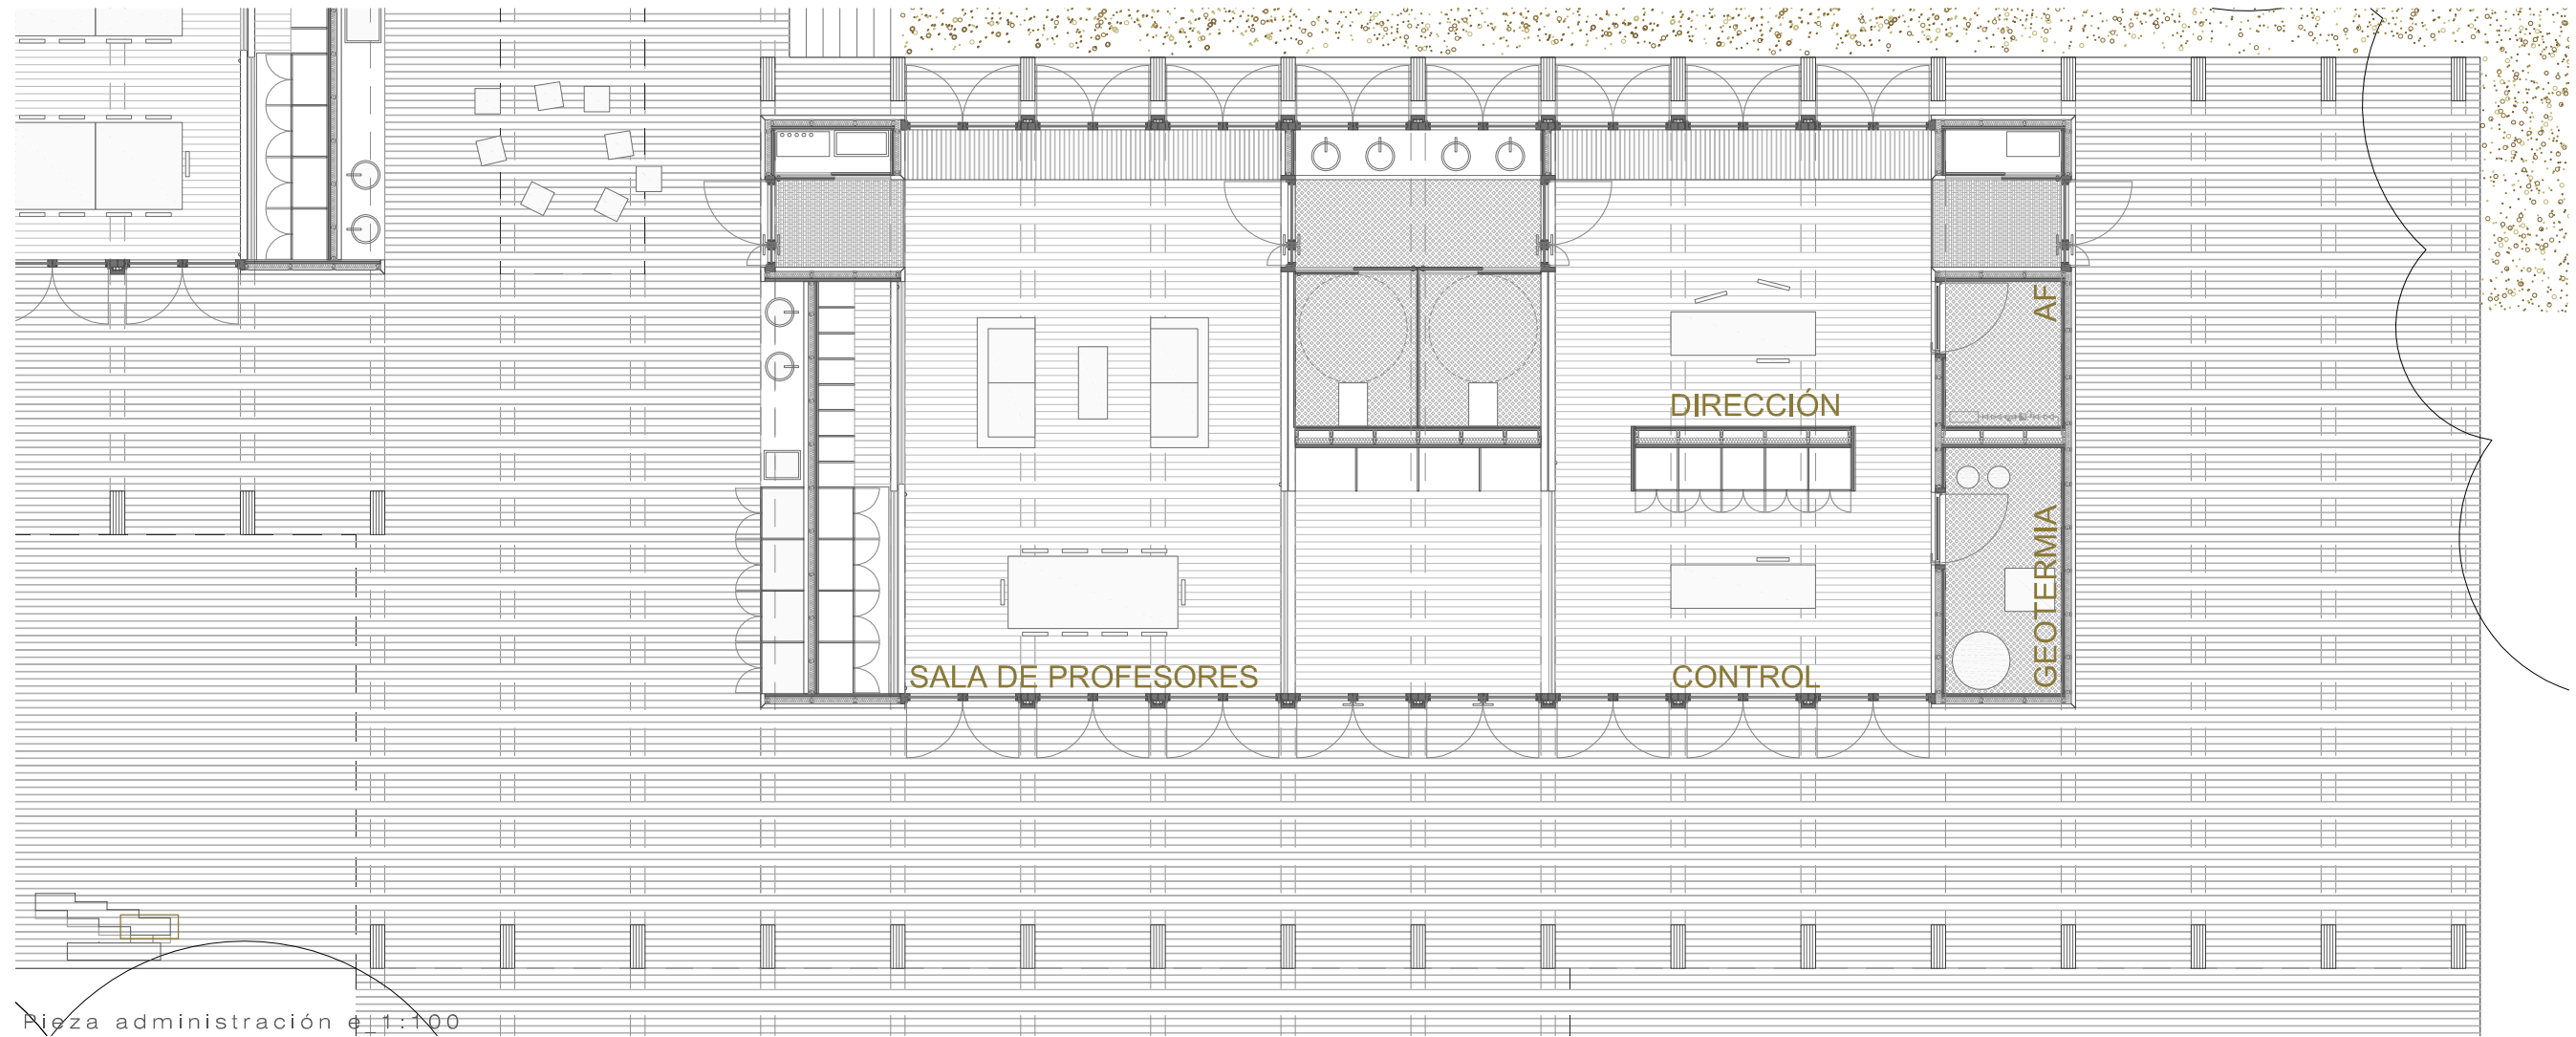 AF
DIRECCIÓN
GEOTERMIA
SALA DE PROFESORES
CONTROL
Pieza administración e_1:100